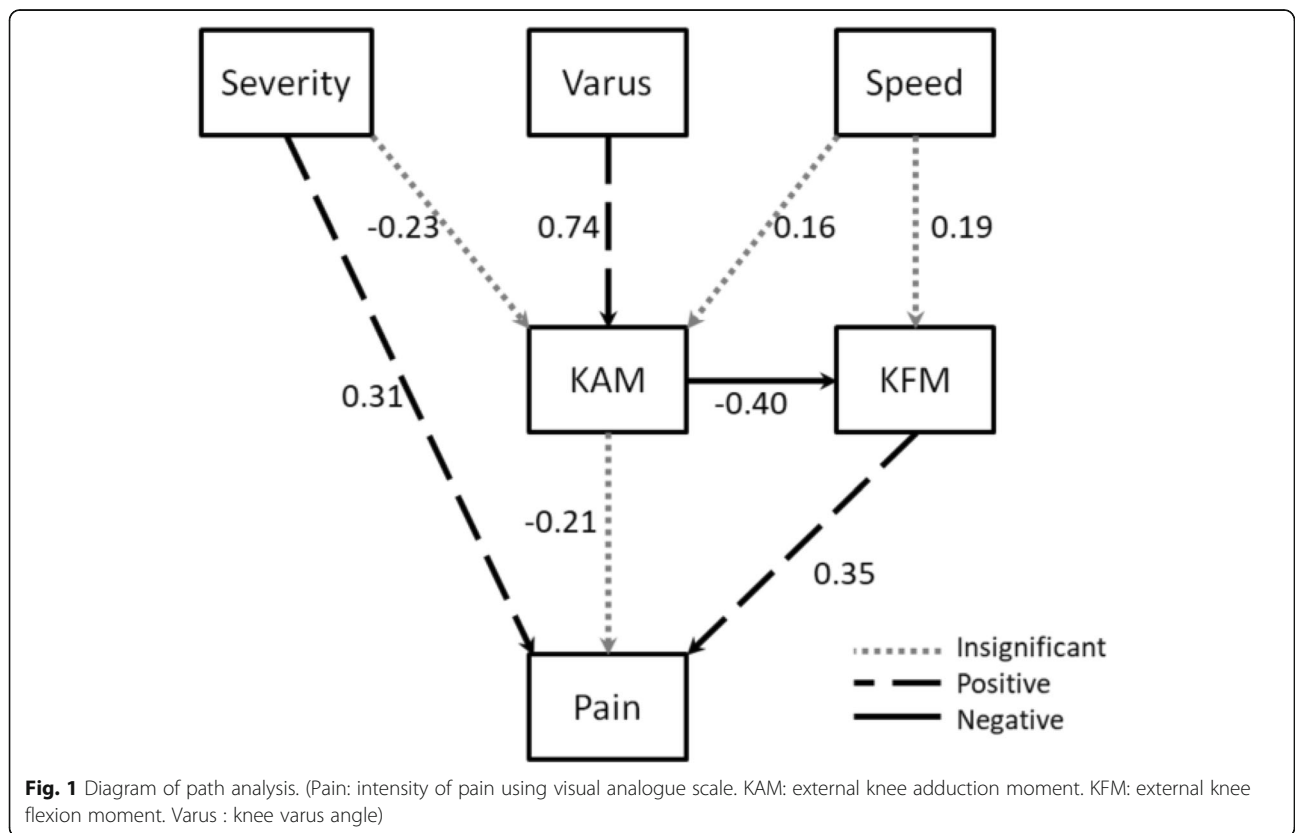 Severity Varus Speed
-0.23 0.74 0.16 0.19
0.31 KAM -0.40 KFM
-0.21 0.35
Pain
Insignificant
Positive
Negative
Fig. 1 Diagram of path analysis. (Pain: intensity of pain using visual analogue scale. KAM: external knee adduction moment. KFM: external knee
flexion moment. Varus : knee varus angle)